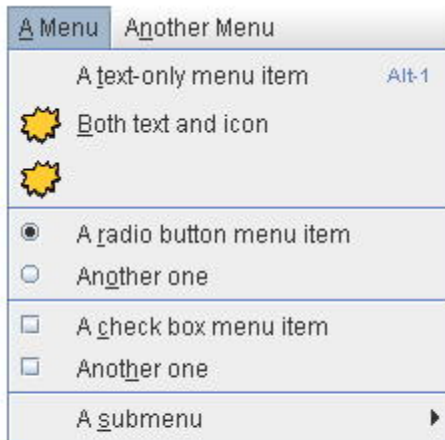 A Menu Another Menu
A text-only menu item Alt-1
Both text and icon
A radio button menu item
Another one
A check box menu item
Another one
A submenu